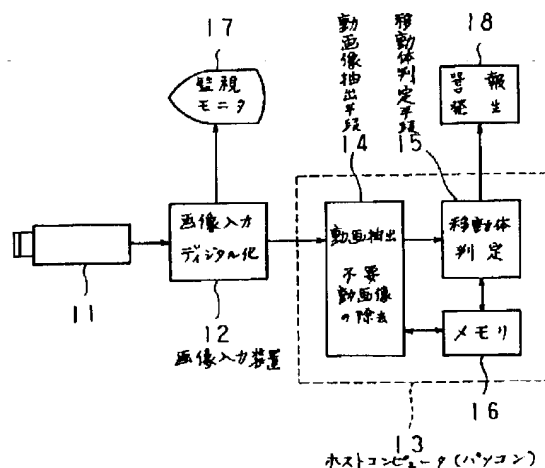 17
監視
モニタ
動画像抽出手段
14
移動体判定手段
15
18
警報
発生
画像入力
ディジタル化
動画抽出
不要
動画像
の除去
移動体
判定
メモリ
11
12
画像入力装置
16
13
ホストコンピュータ(パソコン)